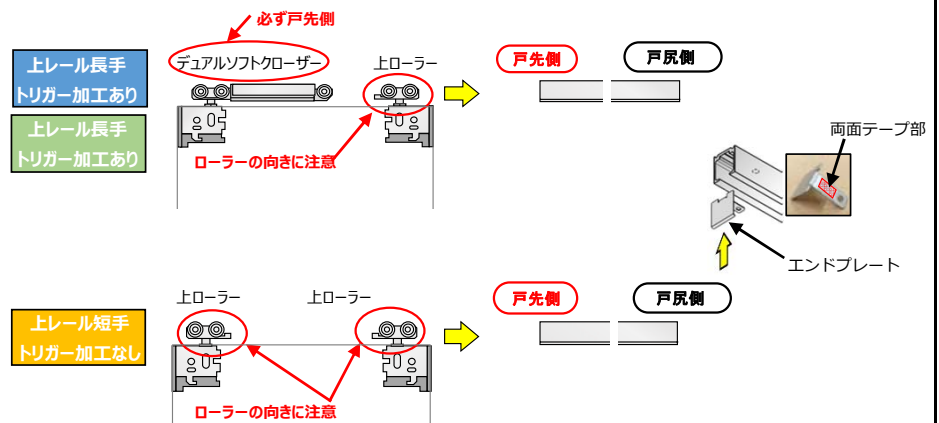 必ず戸先側
上レール長手
トリガー加工あり
デュアルソフトクローザー
上ローラー
戸先側
戸尻側
上レール長手
トリガー加工あり
ローラーの向きに注意
両面テープ部
エンドプレート
上ローラー
上ローラー
戸先側
戸尻側
上レール短手
トリガー加工なし
ローラーの向きに注意